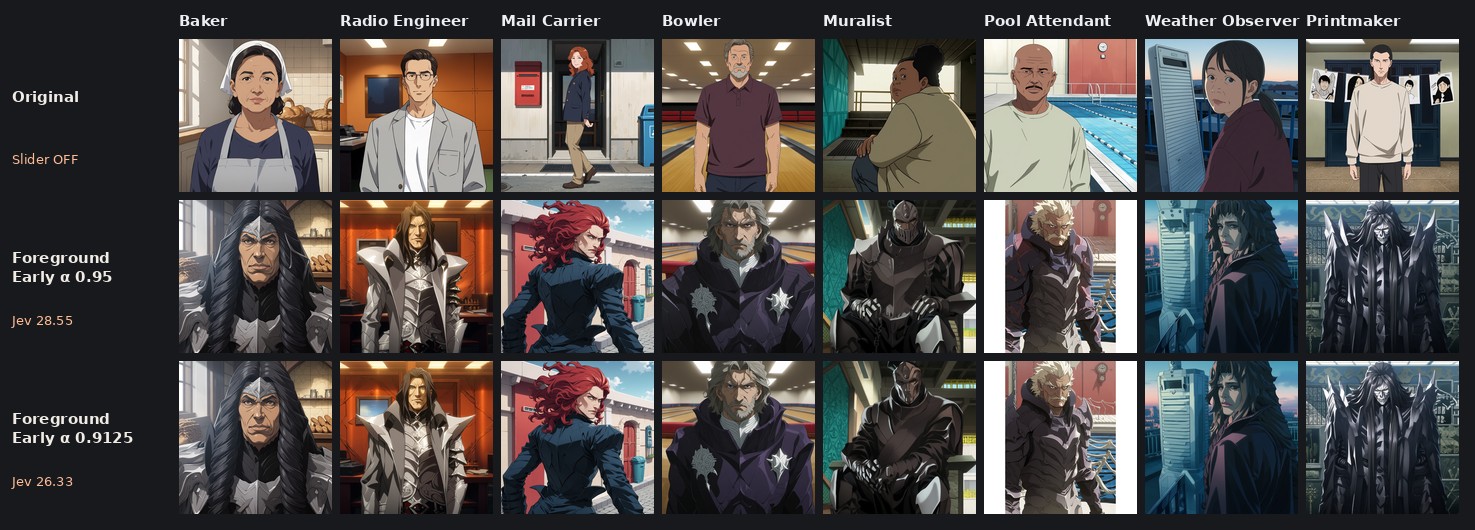 Baker Radio Engineer Mail Carrier Bowler Muralist Pool Attendant Weather Observer Printmaker
Original
Slider OFF
Foreground
Early α 0.95
Jev 28.55
Foreground
Early α 0.9125
Jev 26.33